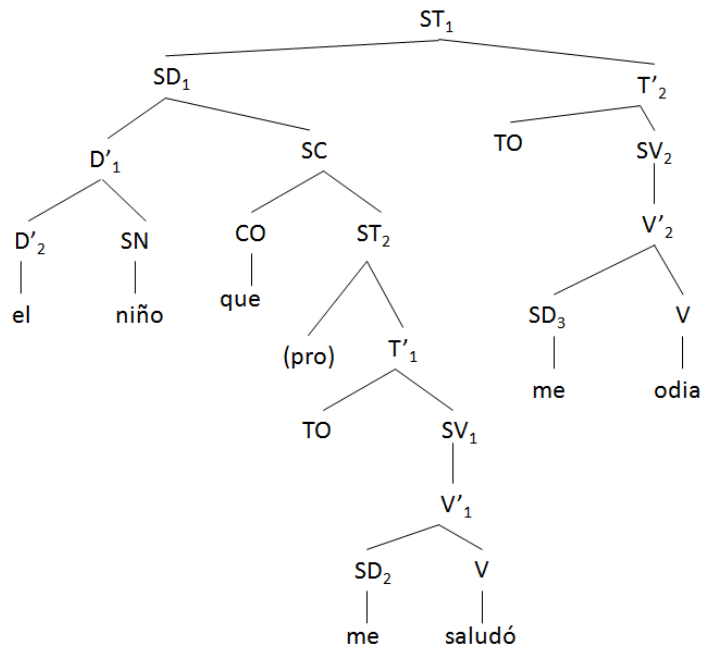 ST₁
SD₁ T’₂
D’₁ SC TO SV₂
D’₂ SN CO ST₂ V’₂
el niño que SD₃ V
(pro) T’₁ me odia
TO SV₁
V’₁
SD₂ V
me saludó